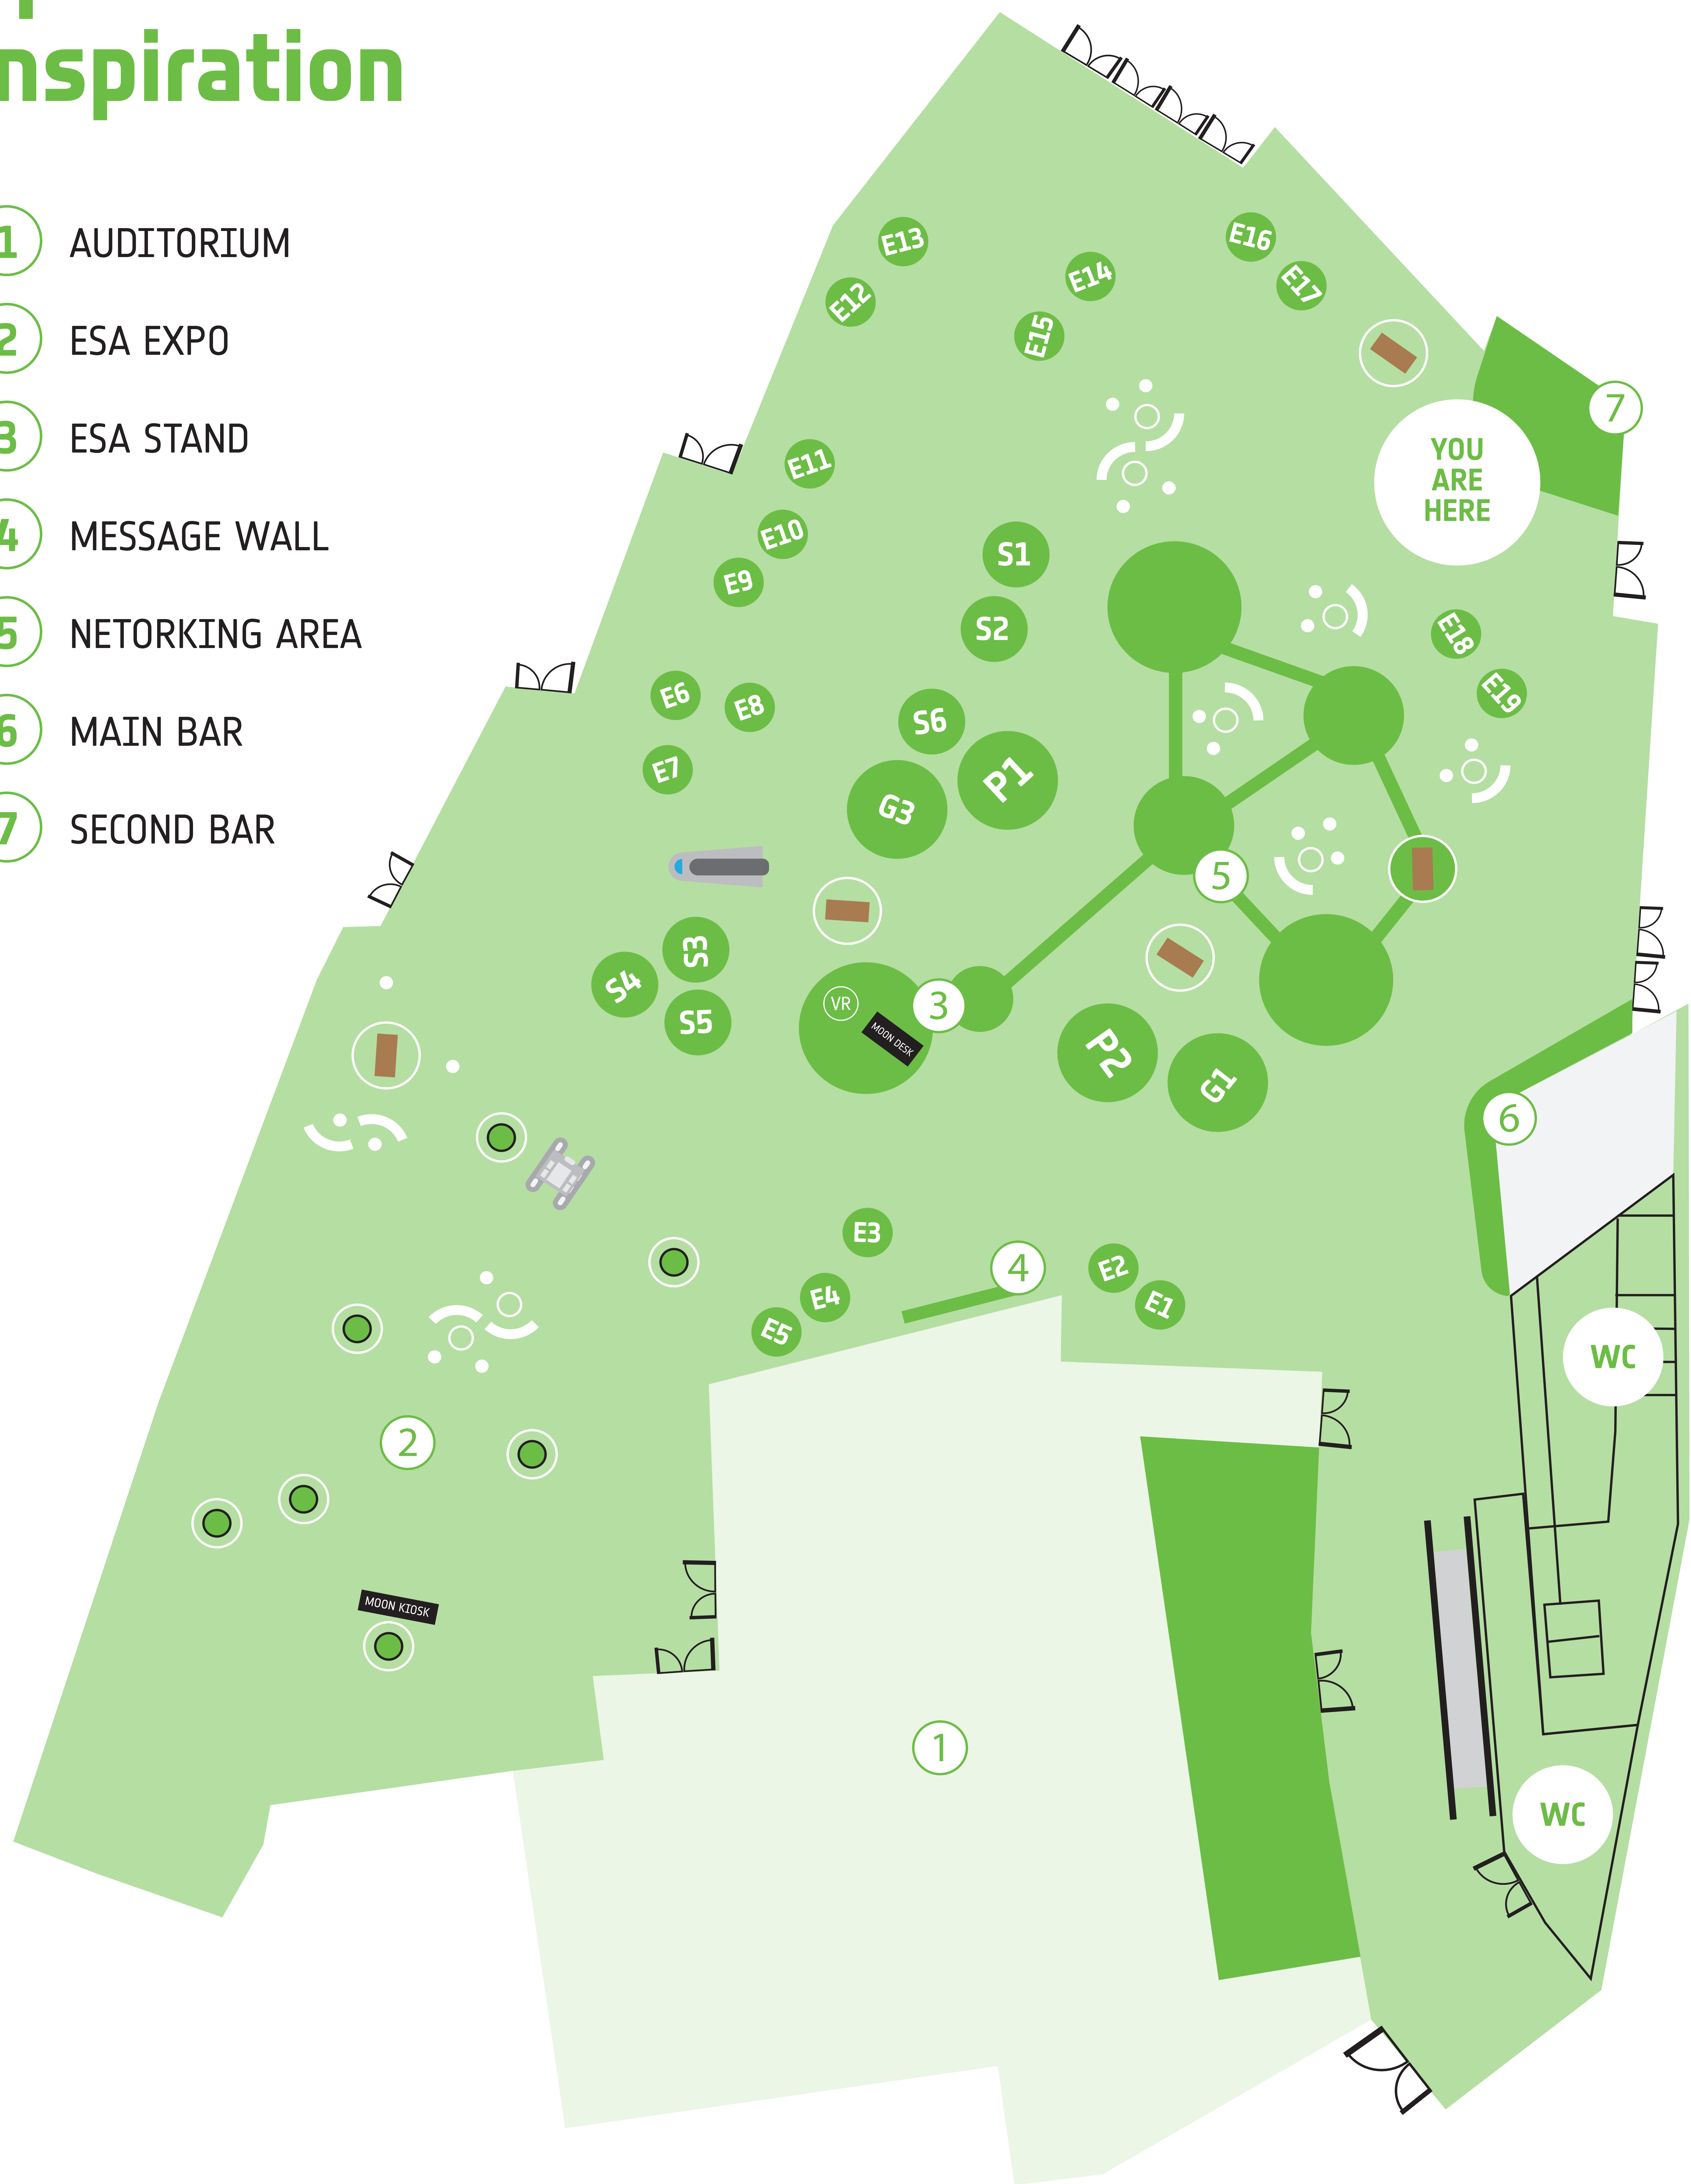 nspiration
1 AUDITORIUM
2 ESA EXPO
3 ESA STAND
4 MESSAGE WALL
5 NETORKING AREA
6 MAIN BAR
7 SECOND BAR
E13
E16
E14
E17
E12
E15
7
YOU
ARE
HERE
E11
E10
S1
E9
S2
E18
E6
E8
E19
S6
E7
P1
G3
5
S3
S4
S5
VR
3
MOON DESK
P2
G1
6
E3
E2
4
E4
E1
E5
WC
2
MOON KIOSK
1
WC